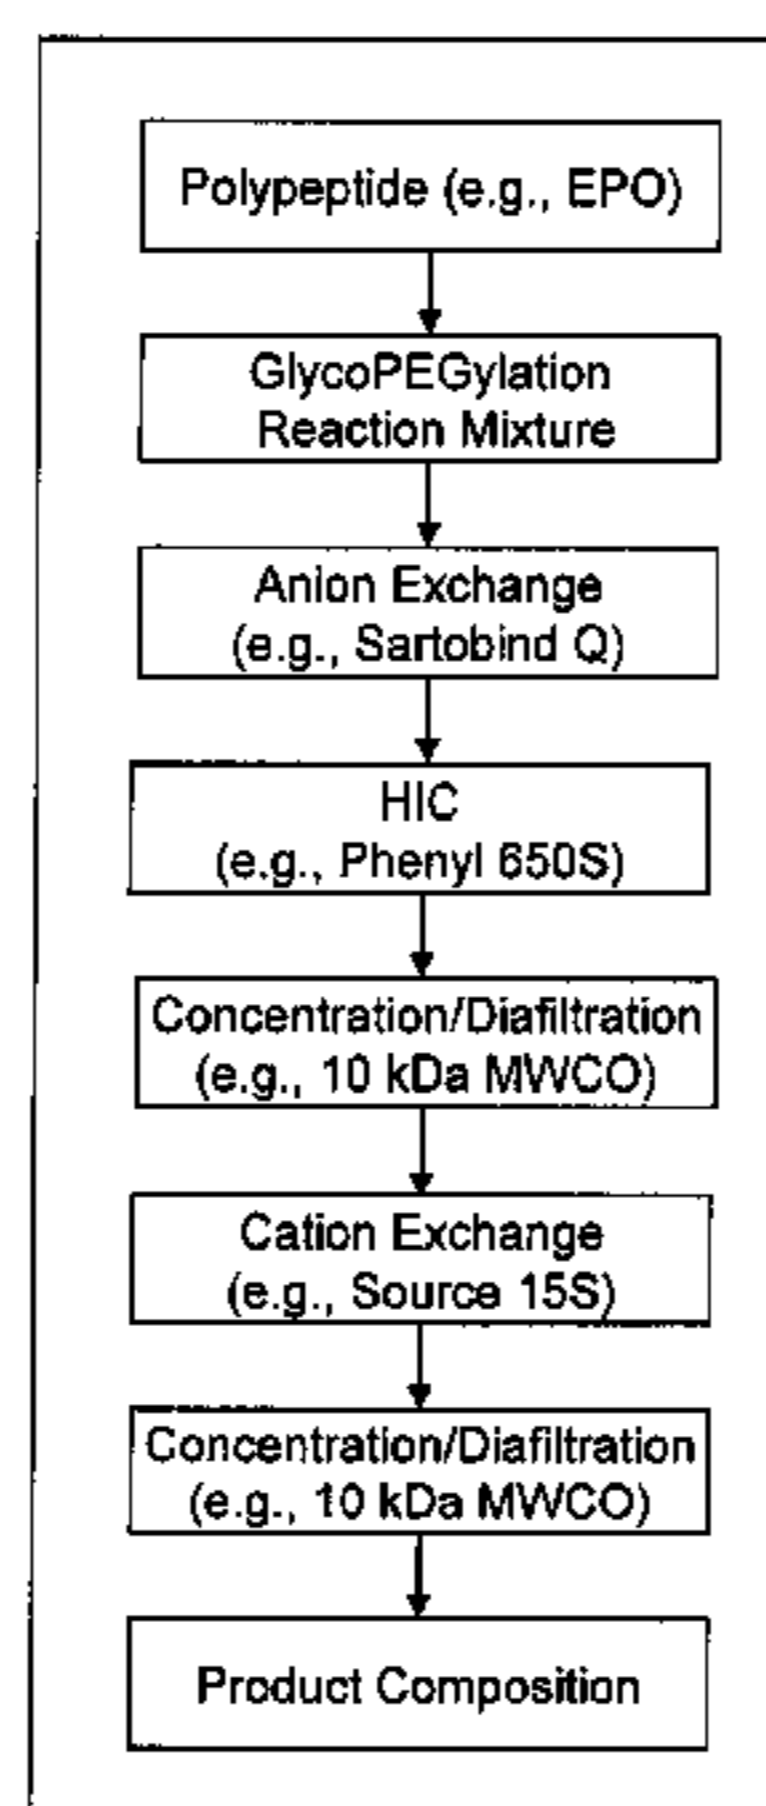 Polypeptide (e.g., EPO)
GlycoPEGylation
Reaction Mixture
Anion Exchange
(e.g., Sartobind Q)
HIC
(e.g., Phenyl 650S)
Concentration/Diafiltration
(e.g., 10 kDa MWCO)
Cation Exchange
(e.g., Source 15S)
Concentration/Diafiltration
(e.g., 10 kDa MWCO)
Product Composition